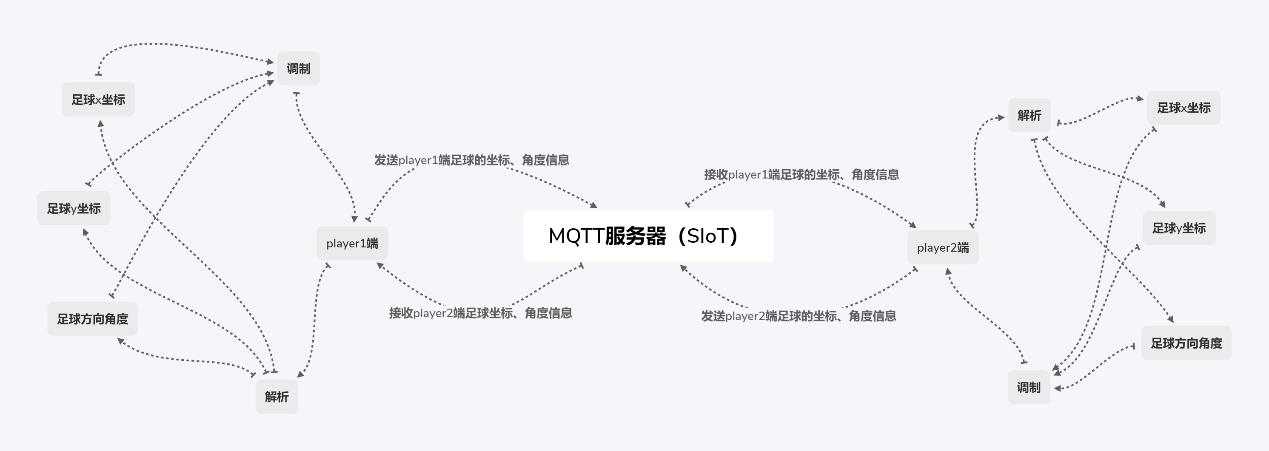 调制
足球x坐标
足球y坐标
足球方向角度
解析
player1端
发送player1端足球的坐标、角度信息
接收player2端足球坐标、角度信息
MQTT服务器（SIoT）
接收player1端足球的坐标、角度信息
发送player2端足球的坐标、角度信息
player2端
解析
足球x坐标
足球y坐标
足球方向角度
调制